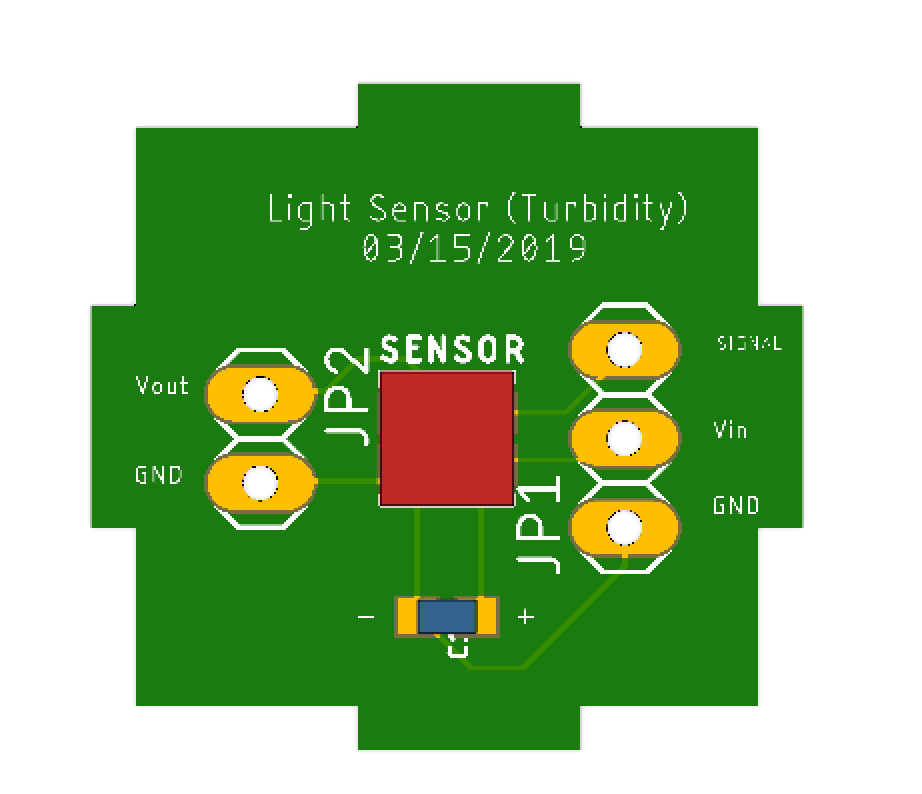 Light Sensor (Turbidity)
03/15/2019
SENSOR
SIGNAL
JP2
Vout
Vin
GND
GND
JP1
- +